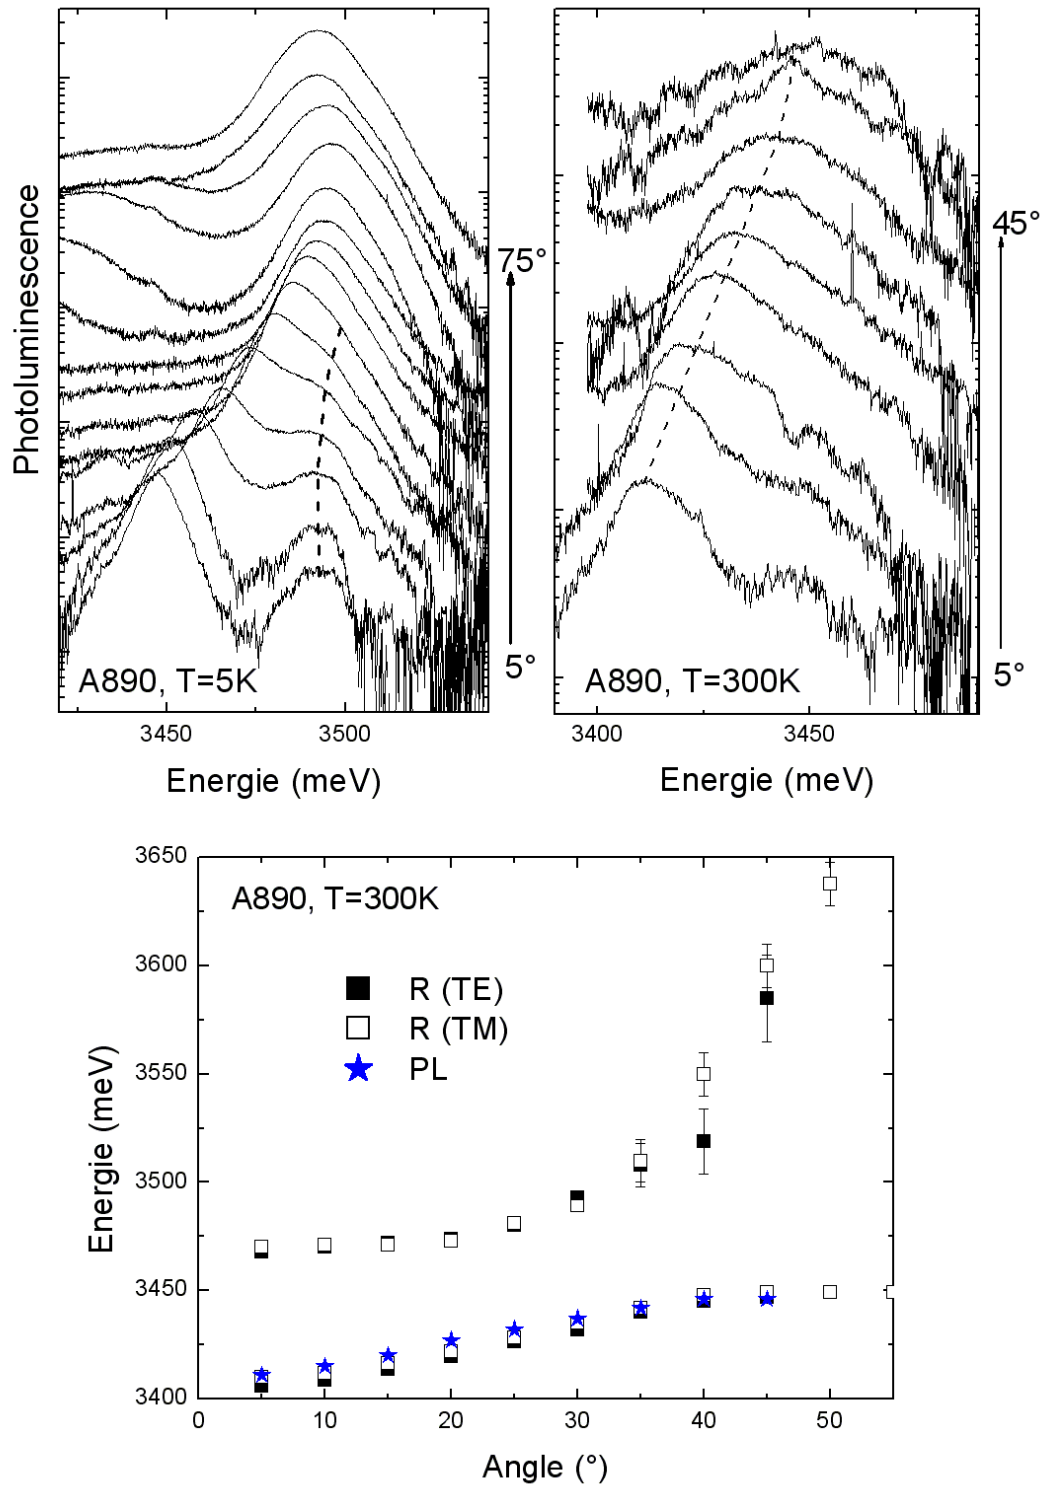 Photoluminescence
75°
5°
A890, T=5K
3450
3500
Energie (meV)
45°
5°
A890, T=300K
3400
3450
Energie (meV)
3650
3600
3550
3500
3450
3400
Energie (meV)
A890, T=300K
R (TE)
R (TM)
PL
0
10
20
30
40
50
Angle (°)